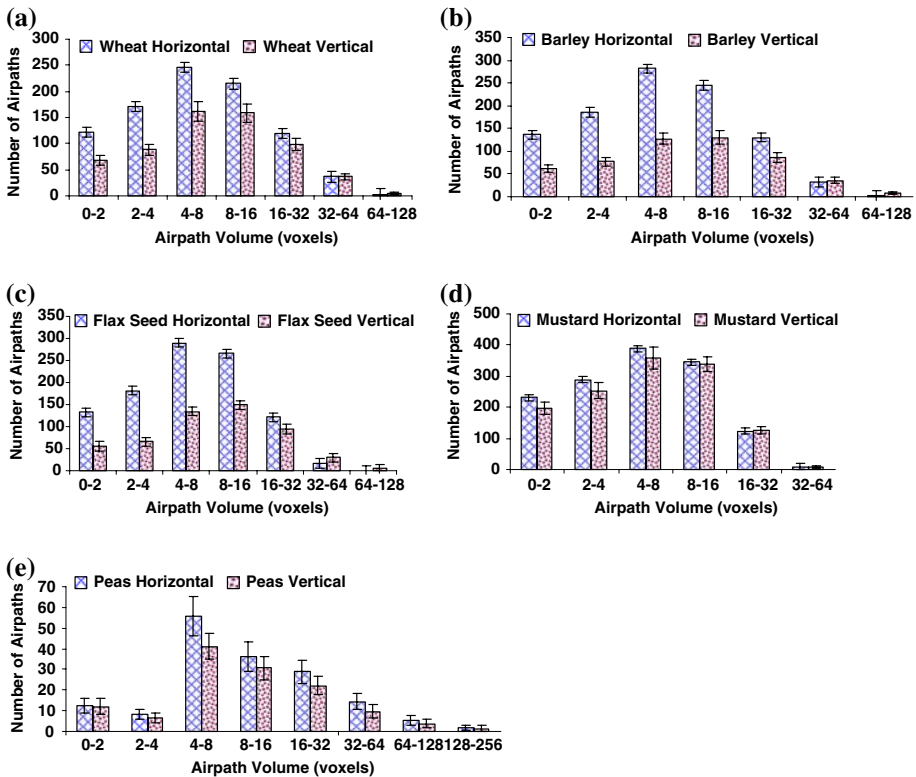 (a)
Wheat Horizontal Wheat Vertical
Number of Airpaths
300
250
200
150
100
50
0
0-2 2-4 4-8 8-16 16-32 32-64 64-128
Airpath Volume (voxels)
(b)
Barley Horizontal Barley Vertical
Number of Airpaths
350
300
250
200
150
100
50
0
0-2 2-4 4-8 8-16 16-32 32-64 64-128
Airpath Volume (voxels)
(c)
Flax Seed Horizontal Flax Seed Vertical
Number of Airpaths
350
300
250
200
150
100
50
0
0-2 2-4 4-8 8-16 16-32 32-64 64-128
Airpath Volume (voxels)
(d)
Mustard Horizontal Mustard Vertical
Number of Airpaths
500
400
300
200
100
0
0-2 2-4 4-8 8-16 16-32 32-64
Airpath Volume (voxels)
(e)
Peas Horizontal Peas Vertical
Number of Airpaths
70
60
50
40
30
20
10
0
0-2 2-4 4-8 8-16 16-32 32-64 64-128 128-256
Airpath Volume (voxels)